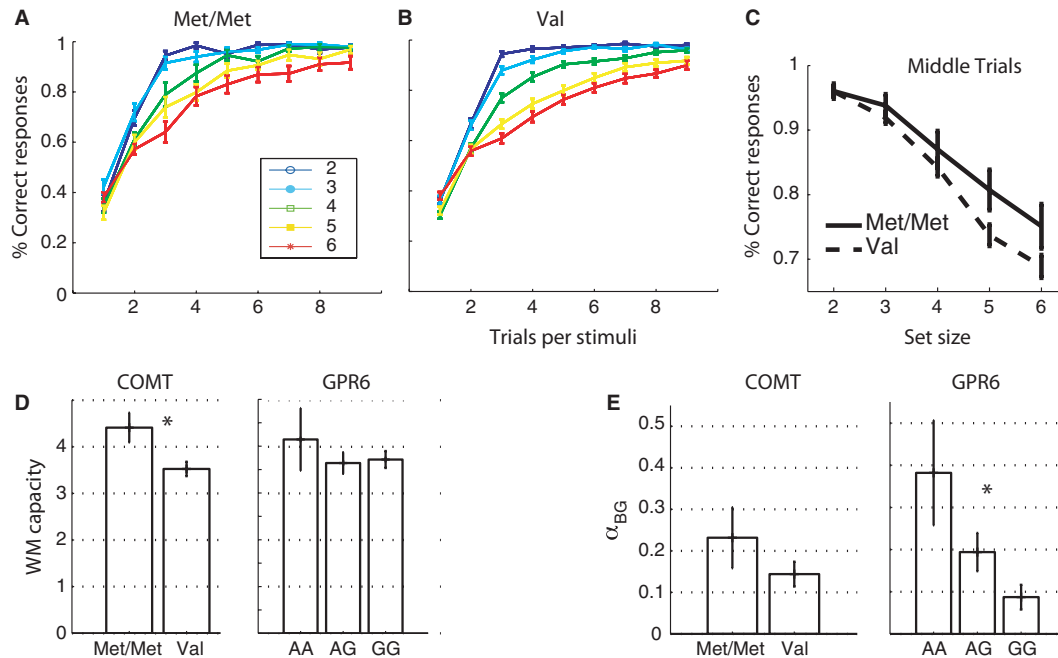 A
Met/Met
B
Val
C
Middle Trials
% Correct responses
1
0.8
0.6
0.4
0.2
0
2 4 6 8
2
3
4
5
6
2 4 6 8
Trials per stimuli
% Correct responses
1
0.9
0.8
0.7
Met/Met
Val
2 3 4 5 6
Set size
D
COMT
GPR6
WM capacity
5
4
3
2
1
0
*
Met/Met Val
AA AG GG
E
COMT
GPR6
αBG
0.5
0.4
0.3
0.2
0.1
0
*
Met/Met Val
AA AG GG